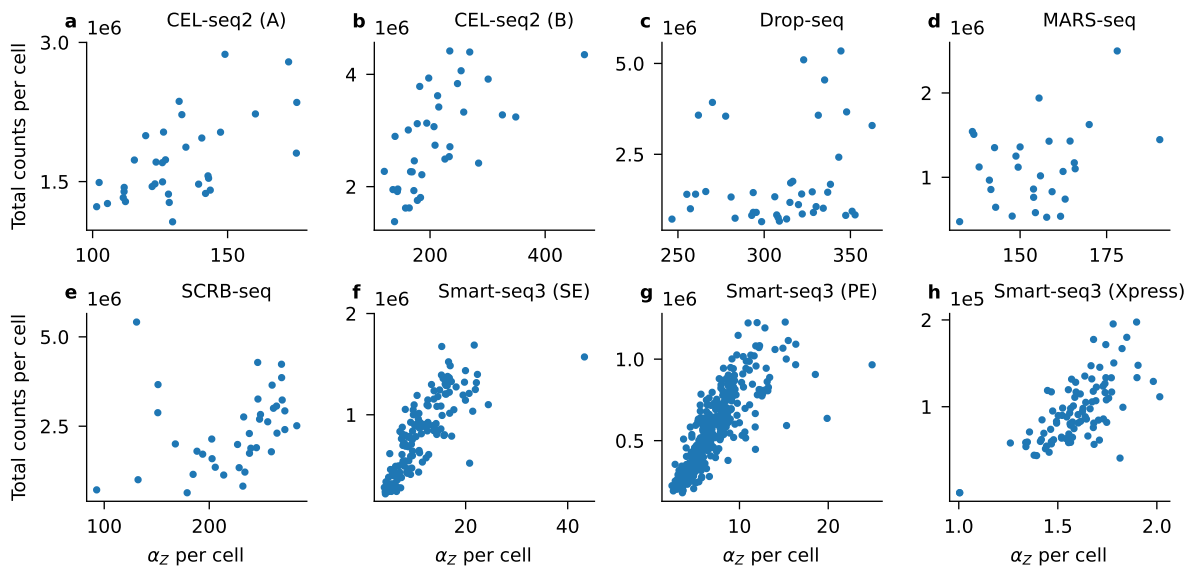 a CEL-seq2 (A)
b 1e6 CEL-seq2 (B)
c 1e6 Drop-seq
d 1e6 MARS-seq
Total counts per cell
3.0
1.5
100 150
4
2
200 400
5.0
2.5
250 300 350
2
1
150 175
e 1e6 SCRB-seq
f 1e6 Smart-seq3 (SE)
g 1e6 Smart-seq3 (PE)
h 1e5 Smart-seq3 (Xpress)
Total counts per cell
5.0
2.5
100 200
α_Z per cell
2
1
20 40
α_Z per cell
1.0
0.5
10 20
α_Z per cell
2
1
1.0 1.5 2.0
α_Z per cell